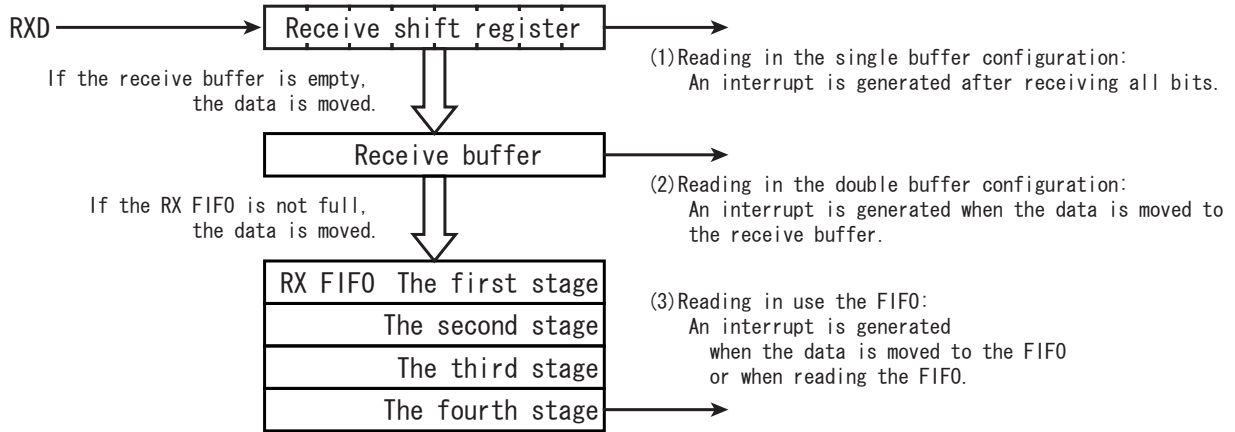 RXD
Receive shift register
(1)Reading in the single buffer configuration:
An interrupt is generated after receiving all bits.
If the receive buffer is empty,
the data is moved.
Receive buffer
(2)Reading in the double buffer configuration:
An interrupt is generated when the data is moved to
the receive buffer.
If the RX FIFO is not full,
the data is moved.
RX FIFO The first stage
The second stage
The third stage
The fourth stage
(3)Reading in use the FIFO:
An interrupt is generated
when the data is moved to the FIFO
or when reading the FIFO.